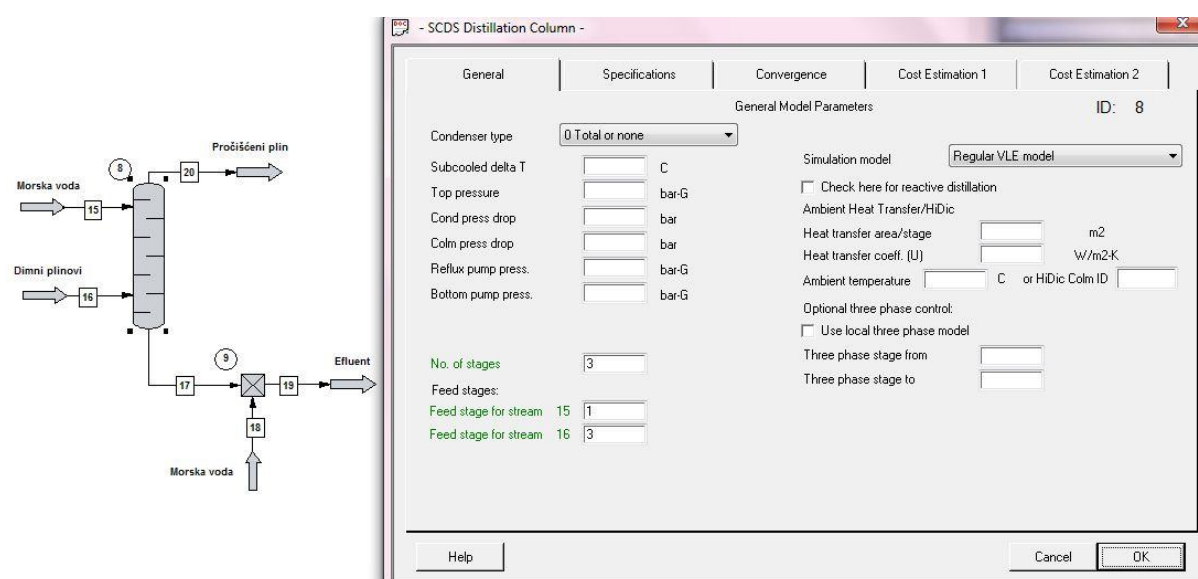 Pročišćeni plin
8
20
Morska voda
15
Dimni plinovi
16
9
Efluent
17
19
18
Morska voda
- SCDS Distillation Column -
General
Specifications
Convergence
Cost Estimation 1
Cost Estimation 2
General Model Parameters
ID: 8
Condenser type 0 Total or none
Subcooled delta T C
Top pressure bar-G
Cond press drop bar
Colm press drop bar
Reflux pump press. bar-G
Bottom pump press. bar-G
No. of stages 3
Feed stages:
Feed stage for stream 15 1
Feed stage for stream 16 3
Simulation model Regular VLE model
Check here for reactive distillation
Ambient Heat Transfer/HiDic
Heat transfer area/stage m2
Heat transfer coeff. (U) W/m2-K
Ambient temperature C or HiDic Colm ID
Optional three phase control:
Use local three phase model
Three phase stage from
Three phase stage to
Help
Cancel
OK